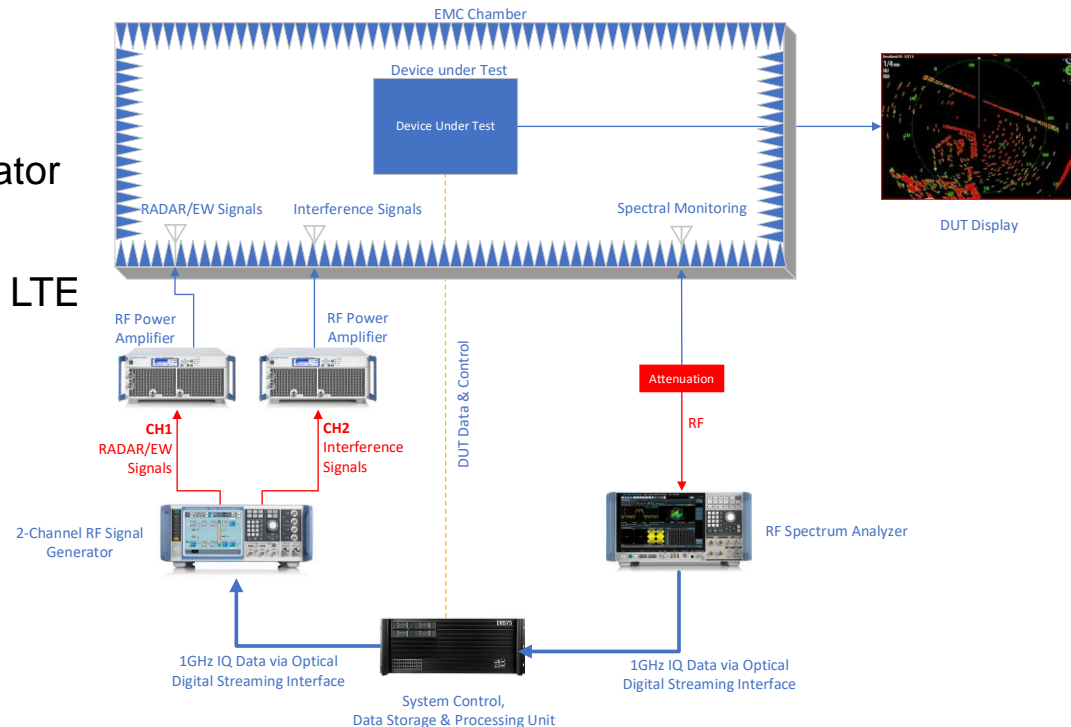 EMC Chamber
Device under Test
Device Under Test
ator
LTE
RADAR/EW Signals
Interference Signals
Spectral Monitoring
1/4nm
DUT Display
RF Power
Amplifier
RF Power
Amplifier
DUT Data & Control
Attenuation
RF
CH1
RADAR/EW
Signals
CH2
Interference
Signals
2-Channel RF Signal
Generator
RF Spectrum Analyzer
1GHz IQ Data via Optical
Digital Streaming Interface
System Control,
Data Storage & Processing Unit
1GHz IQ Data via Optical
Digital Streaming Interface